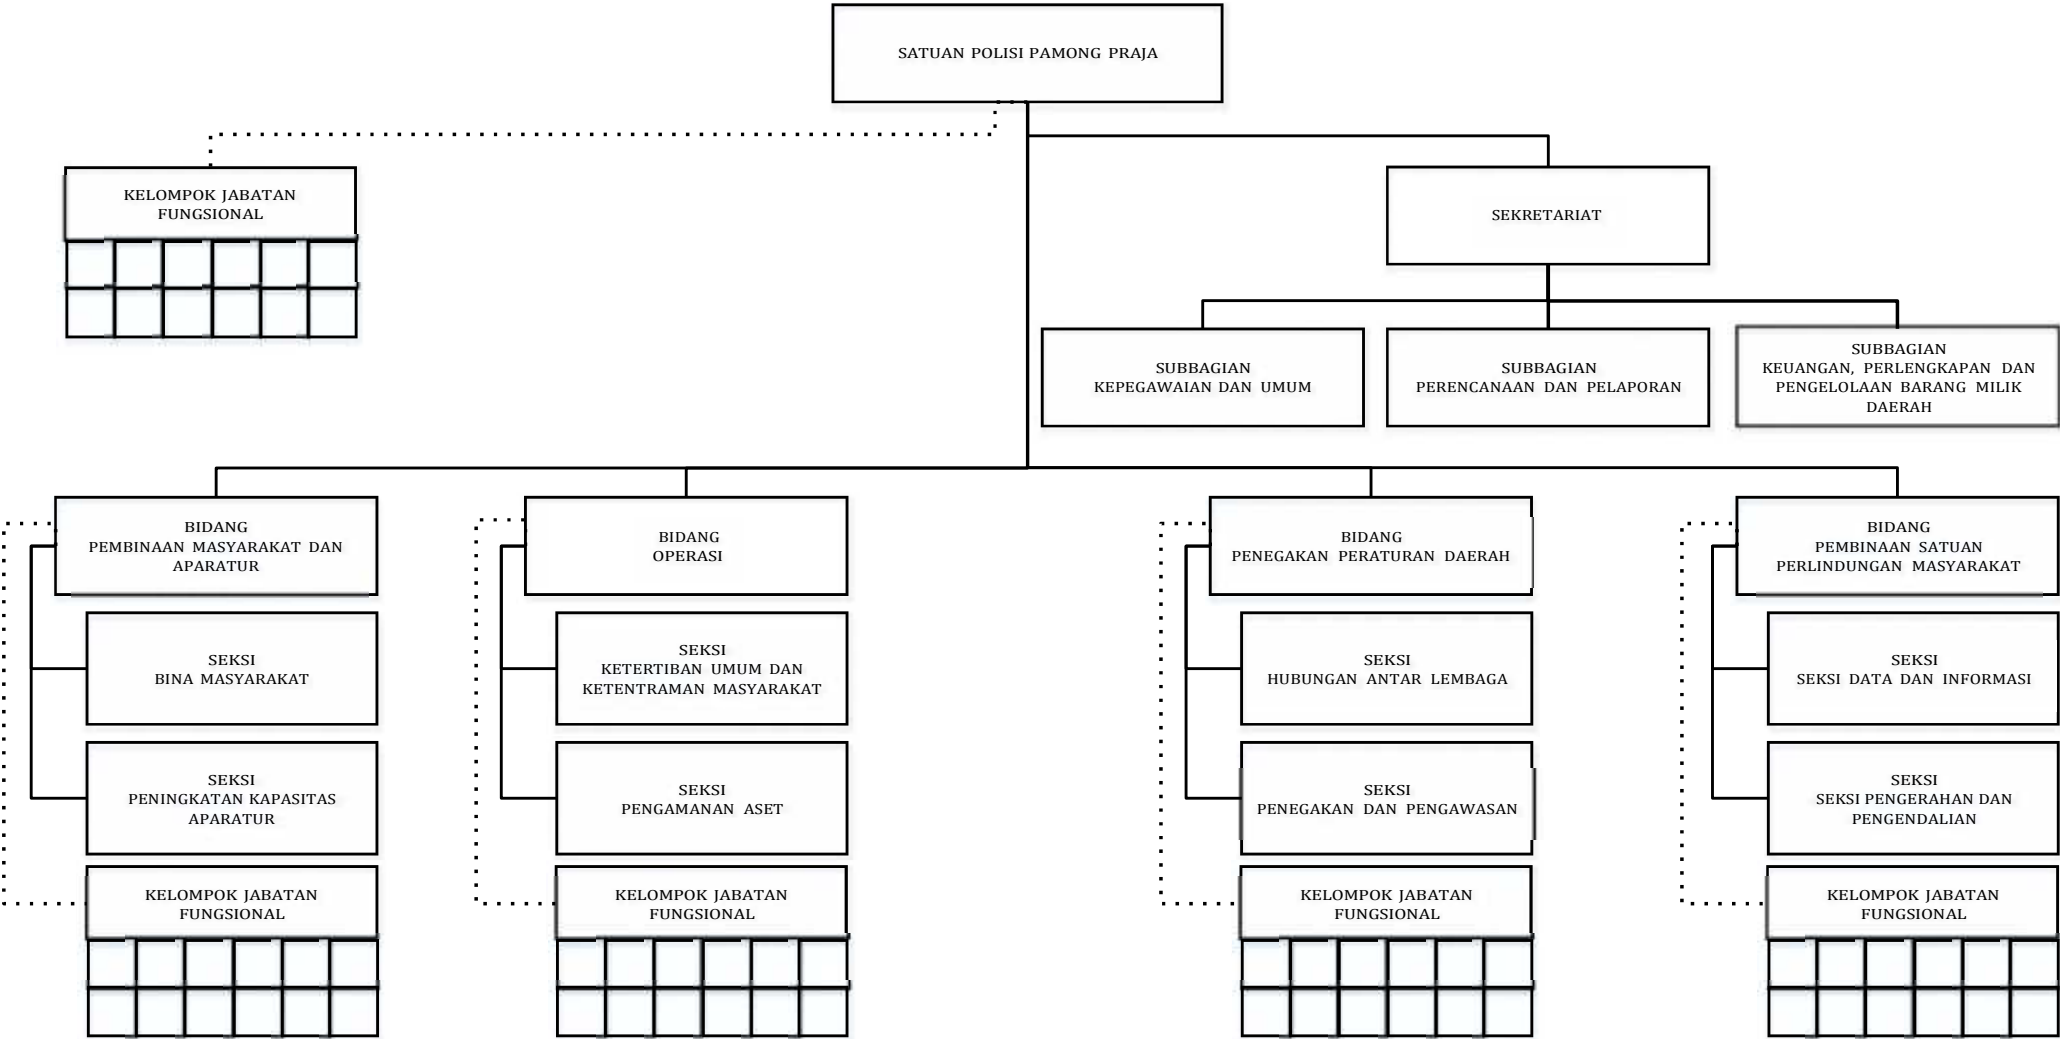 SATUAN POLISI PAMONG PRAJA
KELOMPOK JABATAN
FUNGSIONAL
SEKRETARIAT
SUBBAGIAN
KEPEGAWAIAN DAN UMUM
SUBBAGIAN
PERENCANAAN DAN PELAPORAN
SUBBAGIAN
KEUANGAN, PERLENGKAPAN DAN
PENGELOLAAN BARANG MILIK
DAERAH
BIDANG
PEMBINAAN MASYARAKAT DAN
APARATUR
BIDANG
OPERASI
BIDANG
PENEGAKAN PERATURAN DAERAH
BIDANG
PEMBINAAN SATUAN
PERLINDUNGAN MASYARAKAT
SEKSI
BINA MASYARAKAT
SEKSI
KETERTIBAN UMUM DAN
KETENTRAMAN MASYARAKAT
SEKSI
HUBUNGAN ANTAR LEMBAGA
SEKSI
SEKSI DATA DAN INFORMASI
SEKSI
PENINGKATAN KAPASITAS
APARATUR
SEKSI
PENGAMANAN ASET
SEKSI
PENEGAKAN DAN PENGAWASAN
SEKSI
SEKSI PENGERAHAN DAN
PENGENDALIAN
KELOMPOK JABATAN
FUNGSIONAL
KELOMPOK JABATAN
FUNGSIONAL
KELOMPOK JABATAN
FUNGSIONAL
KELOMPOK JABATAN
FUNGSIONAL